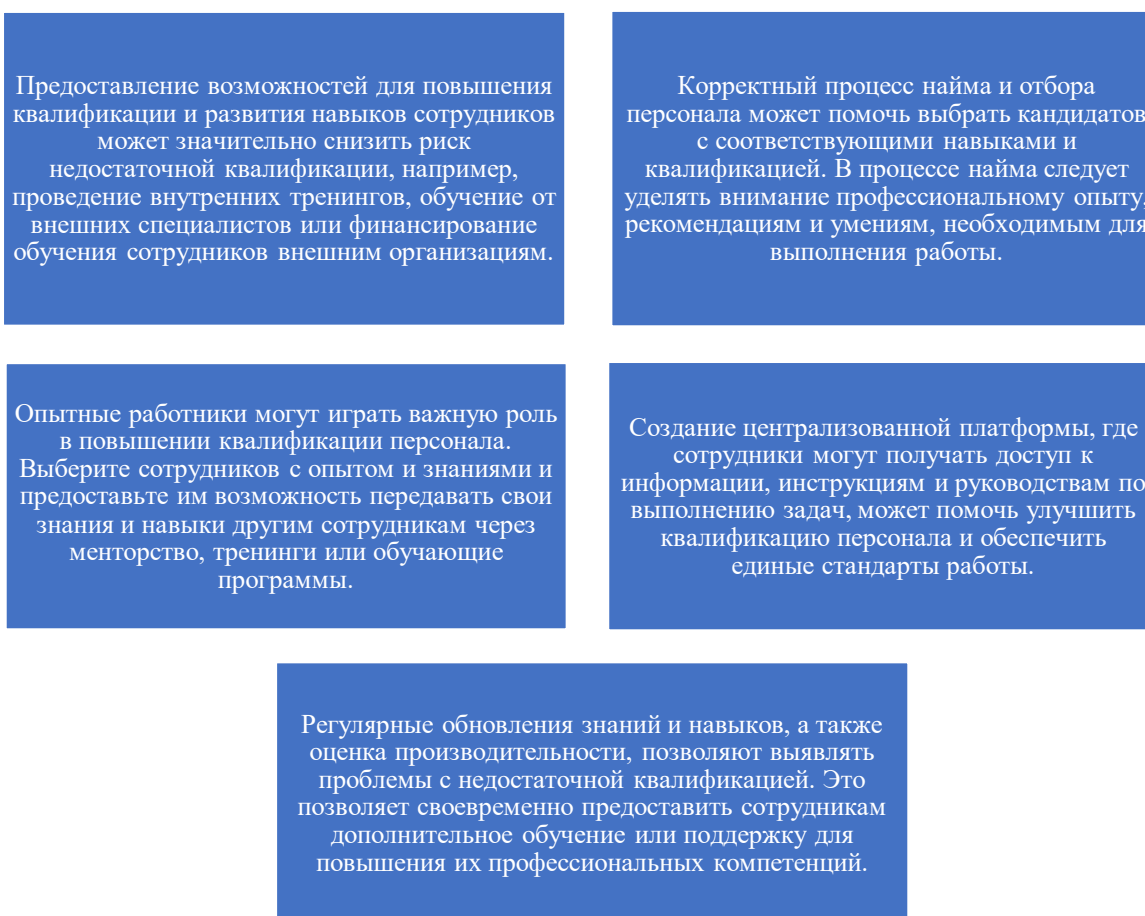 Предоставление возможностей для повышения
квалификации и развития навыков сотрудников
может значительно снизить риск
недостаточной квалификации, например,
проведение внутренних тренингов, обучение от
внешних специалистов или финансирование
обучения сотрудников внешним организациям.
Корректный процесс найма и отбора
персонала может помочь выбрать кандидатов
с соответствующими навыками и
квалификацией. В процессе найма следует
уделять внимание профессиональному опыту,
рекомендациям и умениям, необходимым для
выполнения работы.
Опытные работники могут играть важную роль
в повышении квалификации персонала.
Выберите сотрудников с опытом и знаниями и
предоставьте им возможность передавать свои
знания и навыки другим сотрудникам через
менторство, тренинги или обучающие
программы.
Создание централизованной платформы, где
сотрудники могут получать доступ к
информации, инструкциям и руководствам по
выполнению задач, может помочь улучшить
квалификацию персонала и обеспечить
единые стандарты работы.
Регулярные обновления знаний и навыков, а также
оценка производительности, позволяют выявлять
проблемы с недостаточной квалификацией. Это
позволяет своевременно предоставить сотрудникам
дополнительное обучение или поддержку для
повышения их профессиональных компетенций.